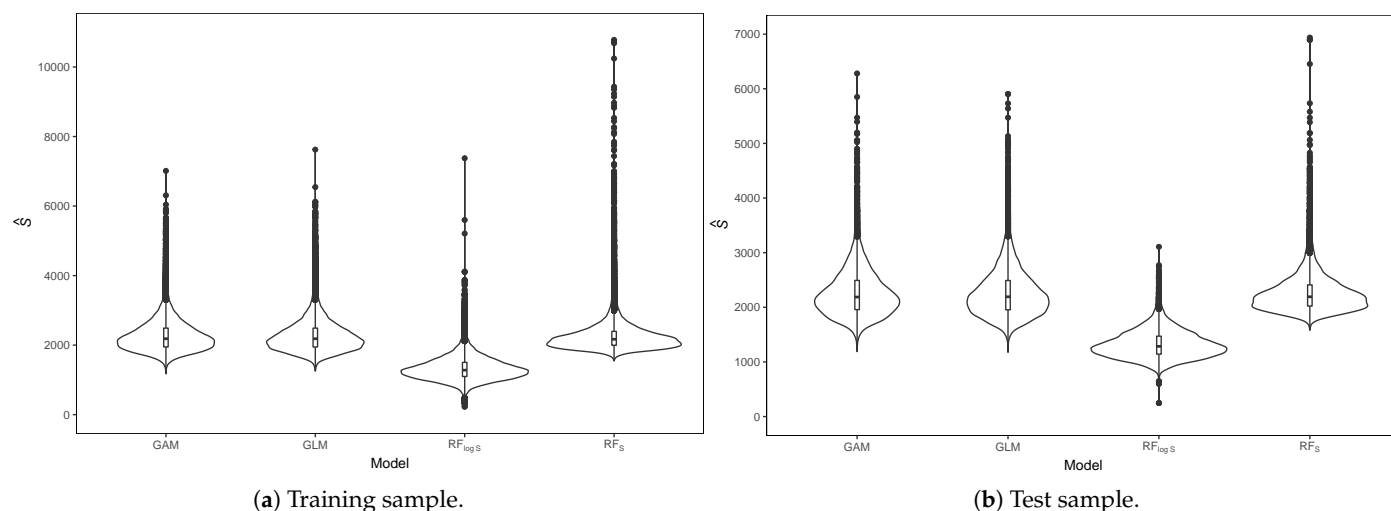 10000
8000
6000
4000
2000
0
Ŝ
GAM
GLM
RF_log S
RF_S
Model
(a) Training sample.
7000
6000
5000
4000
3000
2000
1000
0
Ŝ
GAM
GLM
RF_log S
RF_S
Model
(b) Test sample.